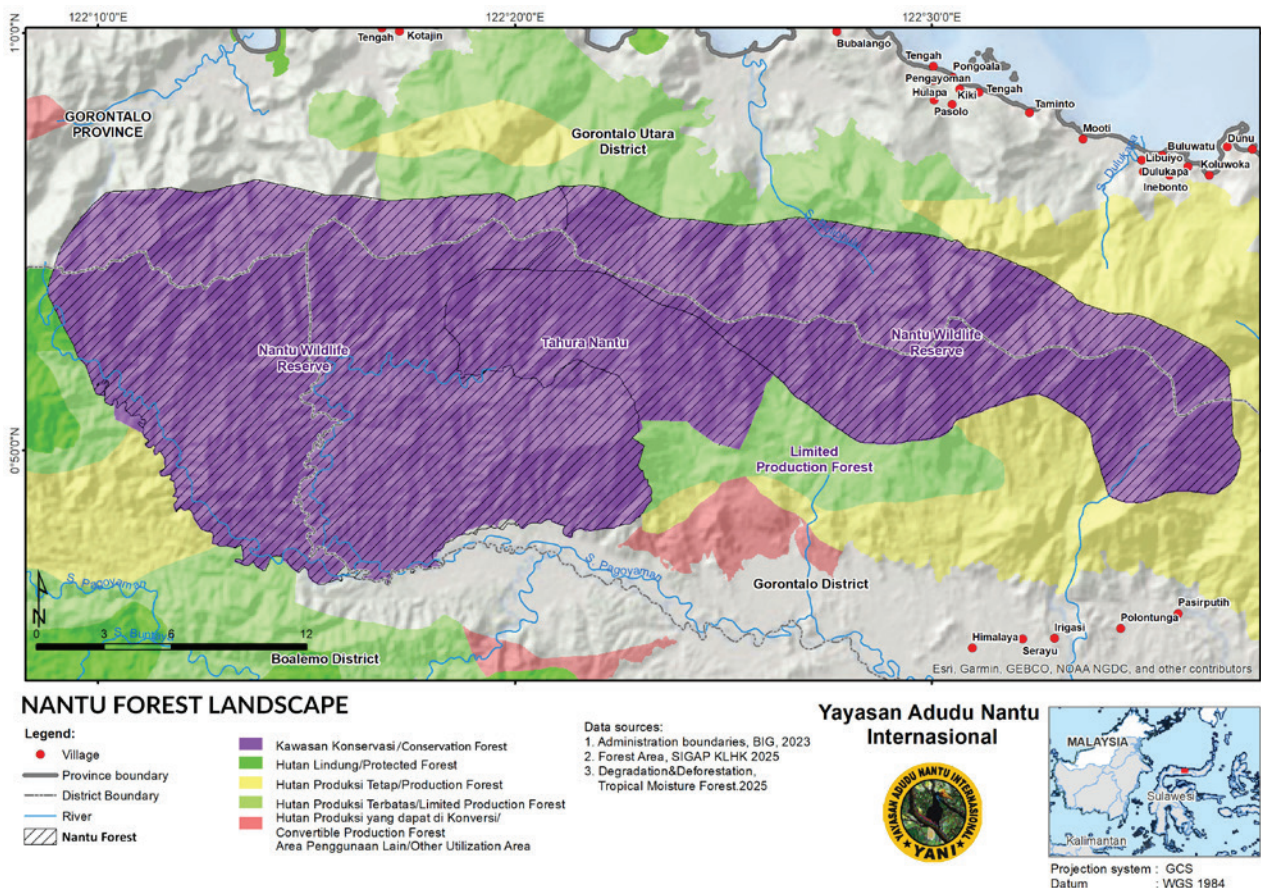 122°10'0"E
122°20'0"E
122°30'0"E
1°0'0"N
0°50'0"N
Tengah
Kotajin
Bubalango
Tengah
Pongoala
Pengayoman
Hulapa
Kiki
Tengah
Pasolo
Taminto
Mooti
Buluwatu
Dunu
Libuiyo
Koluwoka
Dulukapa
Inebonto
S. Dulukapa
GORONTALO
PROVINCE
Gorontalo Utara
District
Nantu Wildlife
Reserve
Tahura Nantu
Nantu Wildlife
Reserve
Limited
Production Forest
S. Pagoyaman
S. Pagoyaman
Gorontalo District
Boalemo District
Pasirputih
Polontunga
Irigasi
Himalaya
Serayu
N
0 3 6 12
Esri, Garmin, GEBCO, NOAA NGDC, and other contributors
NANTU FOREST LANDSCAPE
Legend:
Village
Province boundary
District Boundary
River
Nantu Forest
Kawasan Konservasi/Conservation Forest
Hutan Lindung/Protected Forest
Hutan Produksi Tetap/Production Forest
Hutan Produksi Terbatas/Limited Production Forest
Hutan Produksi yang dapat di Konversi/
Convertible Production Forest
Area Penggunaan Lain/Other Utilization Area
Data sources:
1. Administration boundaries, BIG, 2023
2. Forest Area, SIGAP KLHK 2025
3. Degradation&Deforestation,
Tropical Moisture Forest.2025
Yayasan Adudu Nantu
Internasional
YAYASAN ADUDU NANTU INTERNASIONAL
YANI
MALAYSIA
Sulawesi
Kalimantan
Projection system : GCS
Datum : WGS 1984